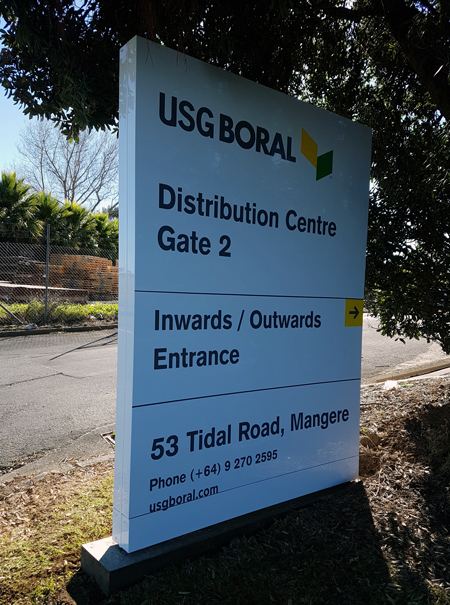 USG BORAL
Distribution Centre
Gate 2
Inwards / Outwards
Entrance
53 Tidal Road, Mangere
Phone (+64) 9 270 2595
usgboral.com